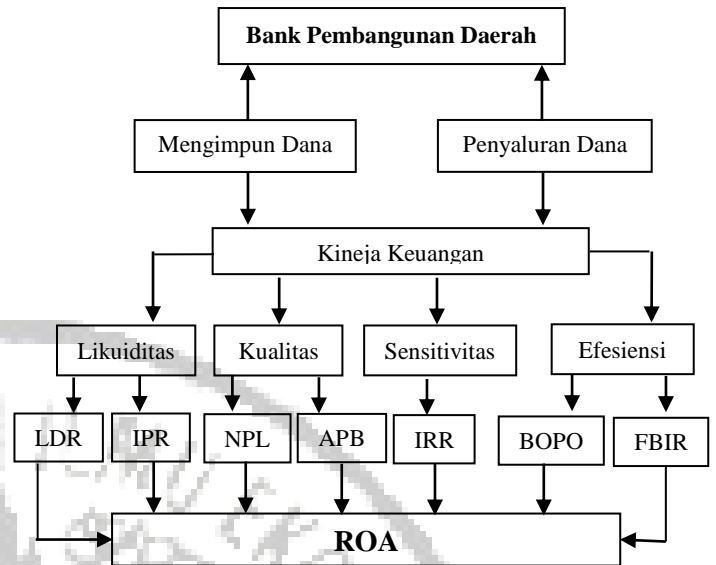 Bank Pembangunan Daerah
Mengimpun Dana
Penyaluran Dana
Kineja Keuangan
Likuiditas
Kualitas
Sensitivitas
Efesiensi
LDR
IPR
NPL
APB
IRR
BOPO
FBIR
ROA